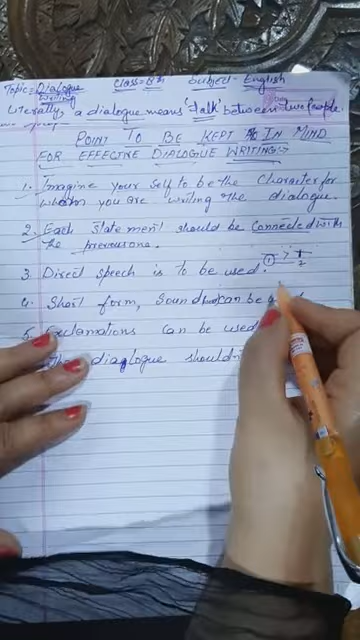 Topic = Dialogue Class = 8th Subject - English
Writing
Literally, a dialogue means 'talk' between two people
POINT TO BE KEPT IN MIND
FOR EFFECTIVE DIALOGUE WRITING:-
1. Imagine your self to be the character for
whom you are writing the dialogue.
2. Each statement should be connected with
the previous one.
3. Direct speech is to be used.
4. Short form, sound can be
5. Exclamations can be used
the dialogue should